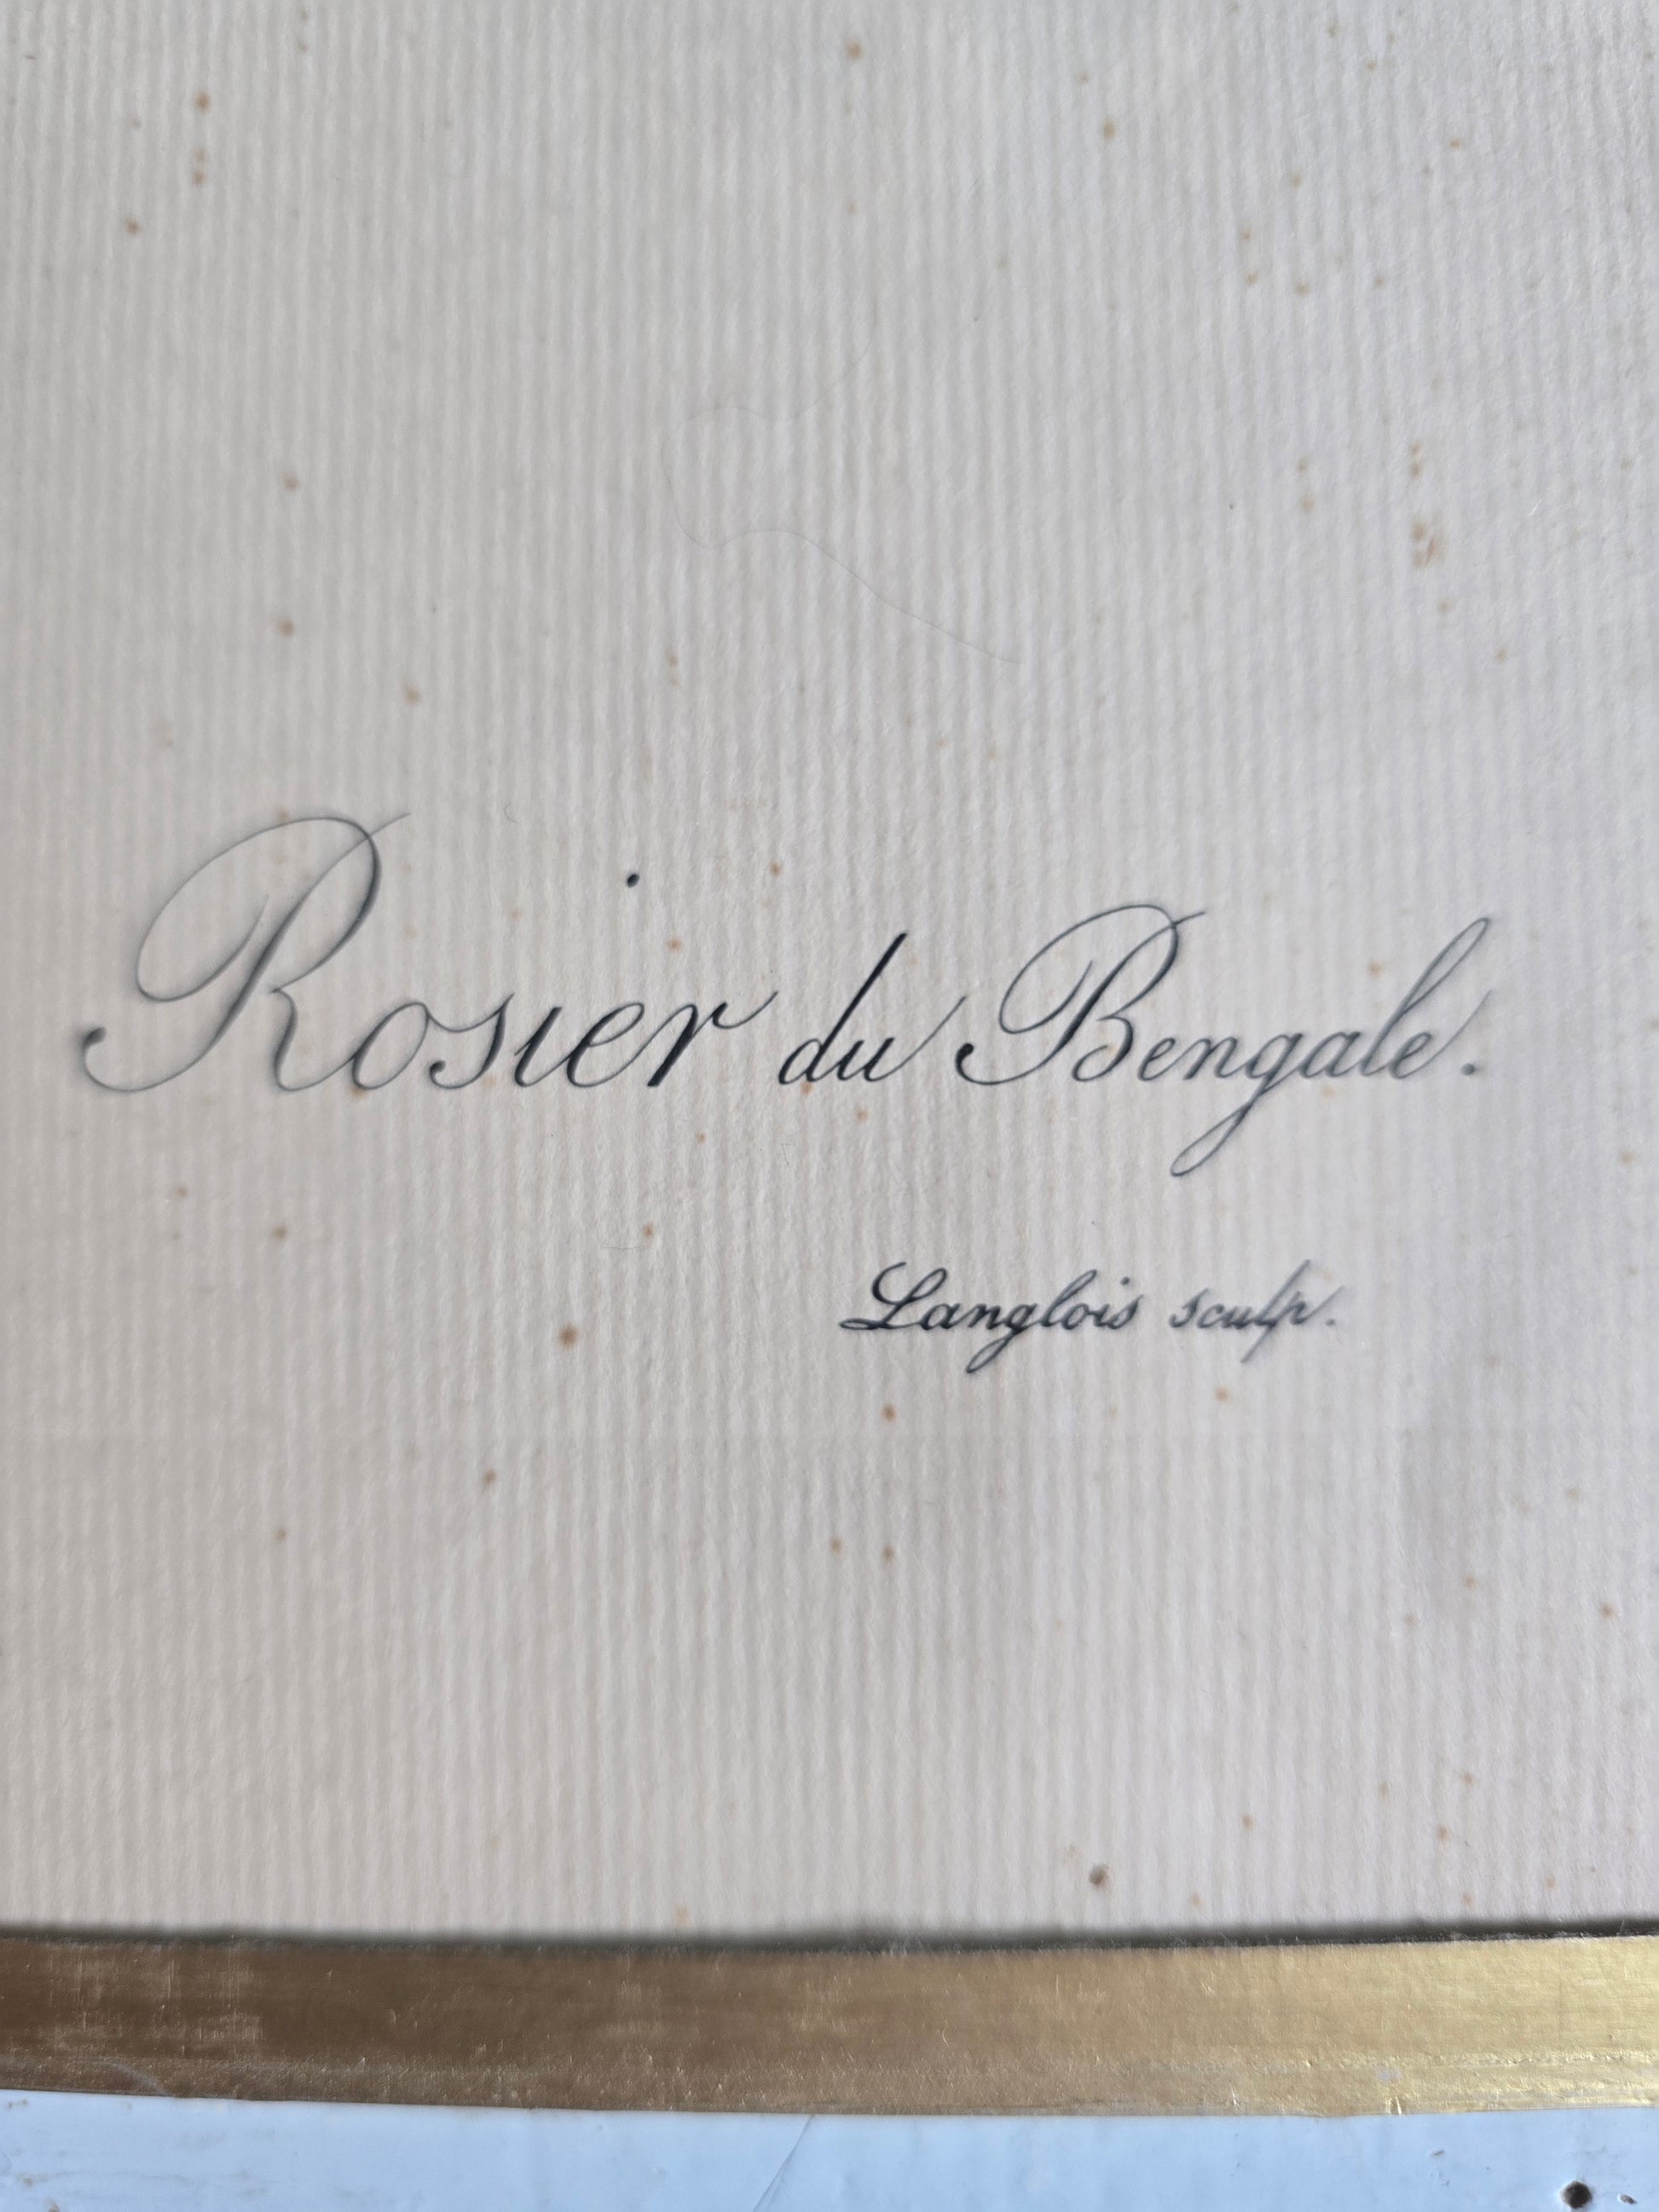 Rosier du Bengale.
Langlois sculp.